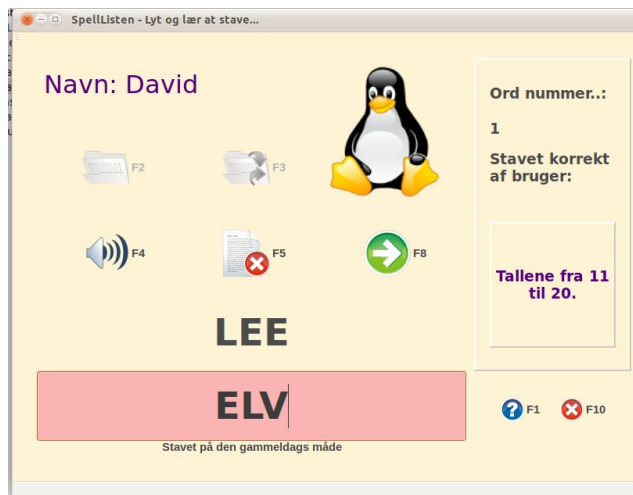 SpellListen - Lyt og lær at stave...
Navn: David
F2
F3
F4
F5
F8
LEE
ELV
Stavet på den gammeldags måde
Ord nummer..:
1
Stavet korrekt
af bruger:
Tallene fra 11
til 20.
F1
F10